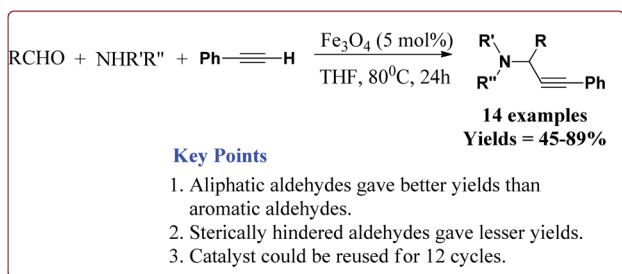 RCHO + NHR'R" + Ph H
Fe3O4 (5 mol%)
THF, 80⁰C, 24h
R' R
N
R" Ph
14 examples
Yields = 45-89%
Key Points
1. Aliphatic aldehydes gave better yields than
aromatic aldehydes.
2. Sterically hindered aldehydes gave lesser yields.
3. Catalyst could be reused for 12 cycles.